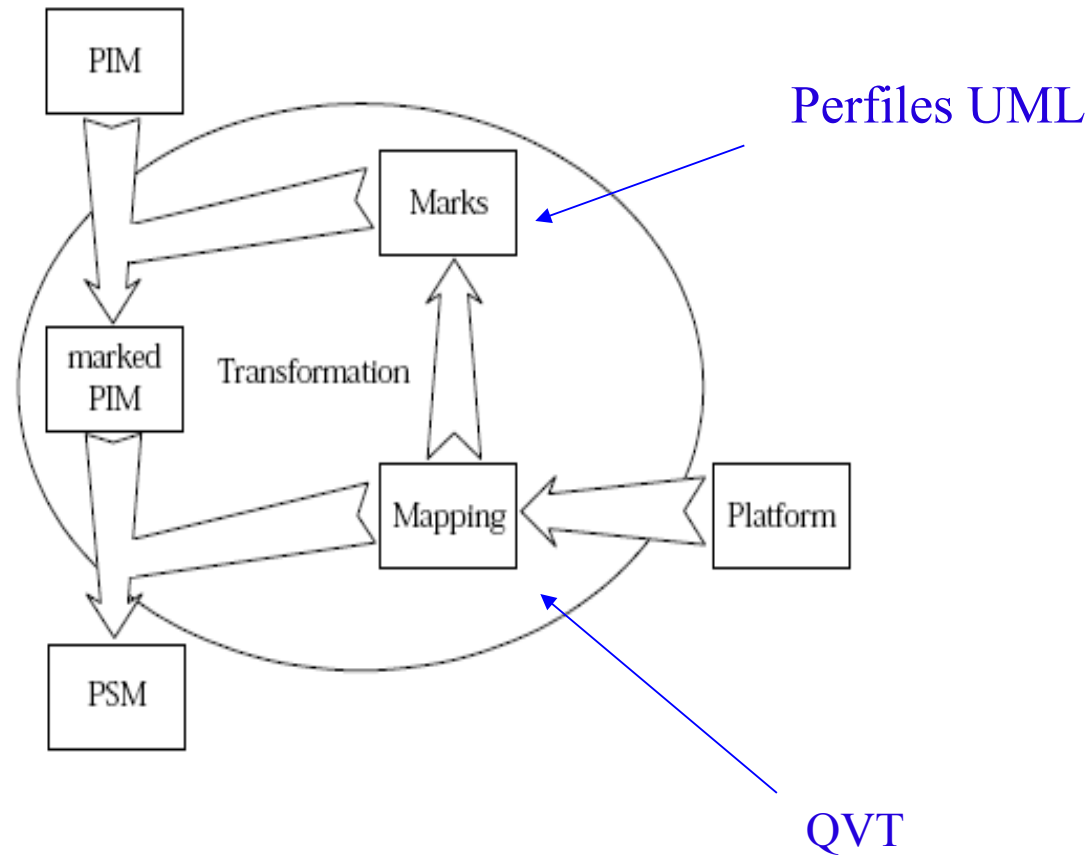 PIM
Perfiles UML
Marks
marked
PIM
Transformation
Mapping
Platform
PSM
QVT